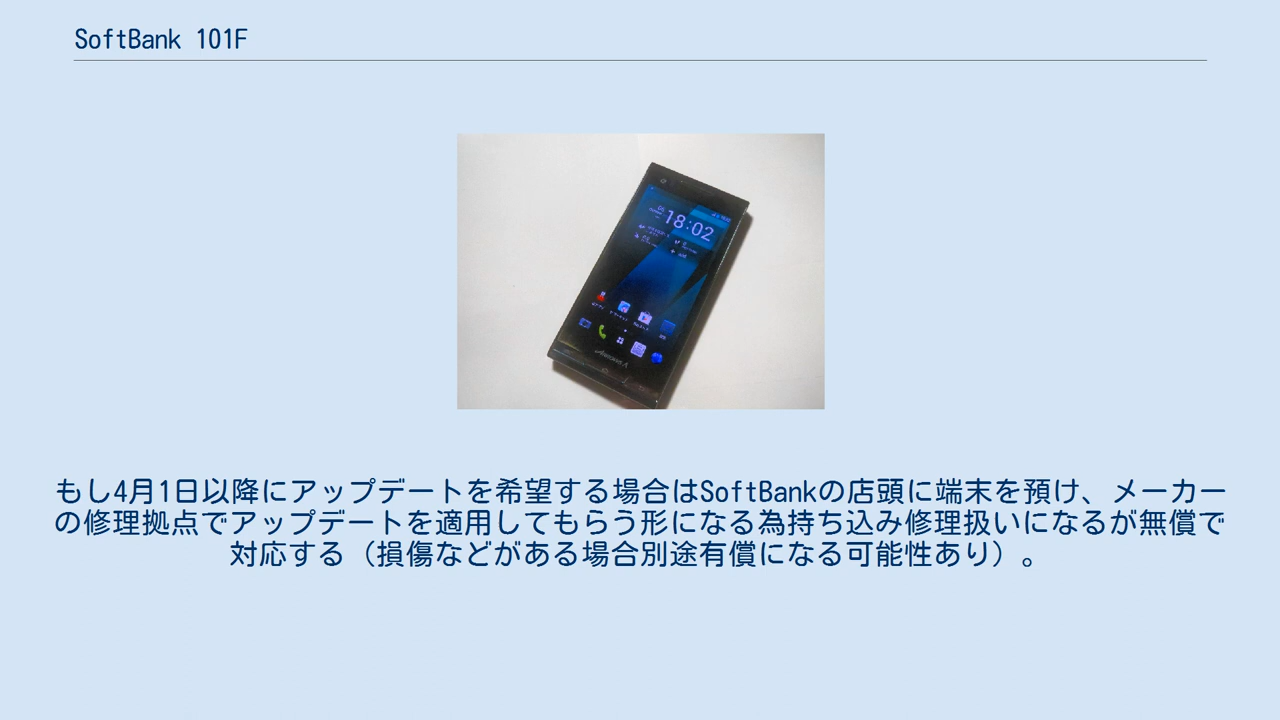 SoftBank 101F
18:02
もし4月1日以降にアップデートを希望する場合はSoftBankの店頭に端末を預け、メーカー
の修理拠点でアップデートを適用してもらう形になる為持ち込み修理扱いになるが無償で
対応する（損傷などがある場合別途有償になる可能性あり）。